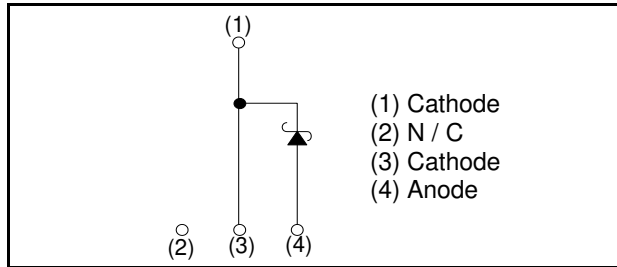 (1)
(1) Cathode
(2) N / C
(3) Cathode
(4) Anode
(2) (3) (4)